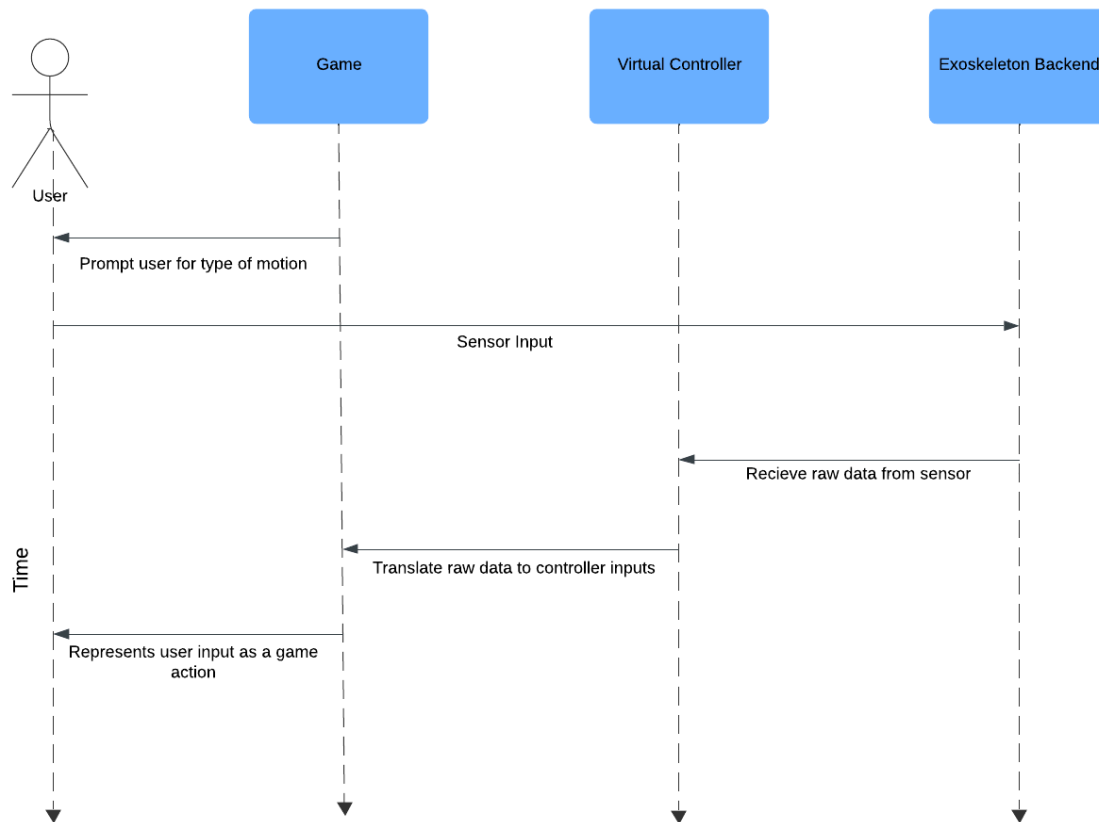 Game
Virtual Controller
Exoskeleton Backend
User
Prompt user for type of motion
Sensor Input
Recieve raw data from sensor
Time
Translate raw data to controller inputs
Represents user input as a game
action